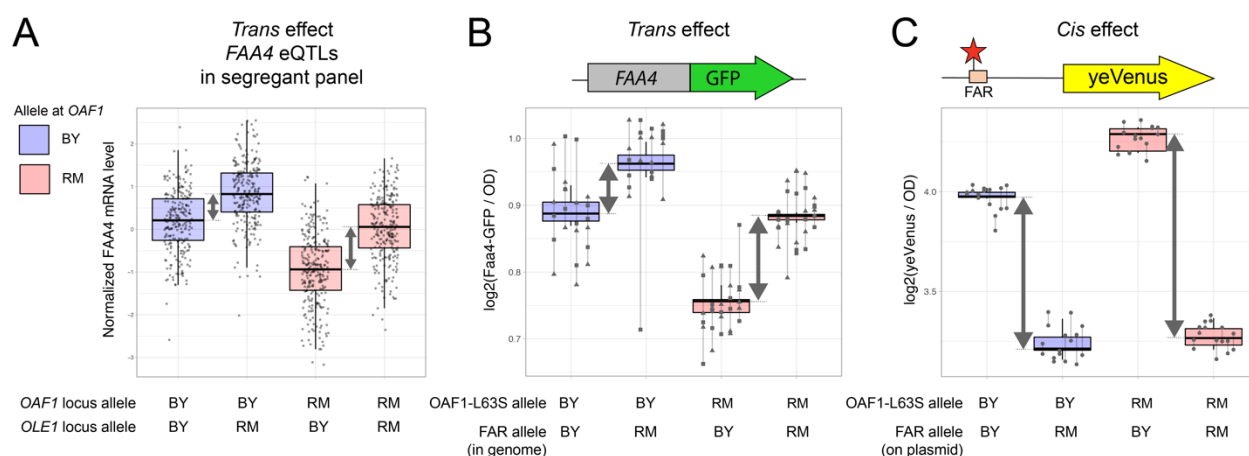 A
Trans effect
FAA4 eQTLs
in segregant panel
Allele at OAF1
BY
RM
Normalized FAA4 mRNA level
2
1
0
-1
-2
-3
OAF1 locus allele BY BY RM RM
OLE1 locus allele BY RM BY RM
B
Trans effect
FAA4 GFP
log2(Faa4-GFP / OD)
1.0
0.9
0.8
0.7
OAF1-L63S allele BY BY RM RM
FAR allele BY RM BY RM
(in genome)
C
Cis effect
FAR
yeVenus
log2(yeVenus / OD)
4.0
3.5
OAF1-L63S allele BY BY RM RM
FAR allele BY RM BY RM
(on plasmid)